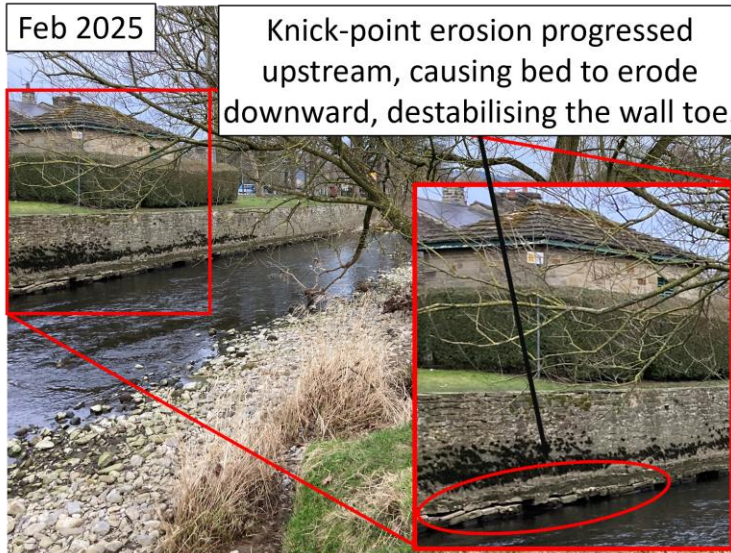 Feb 2025
Knick-point erosion progressed
upstream, causing bed to erode
downward, destabilising the wall toe.